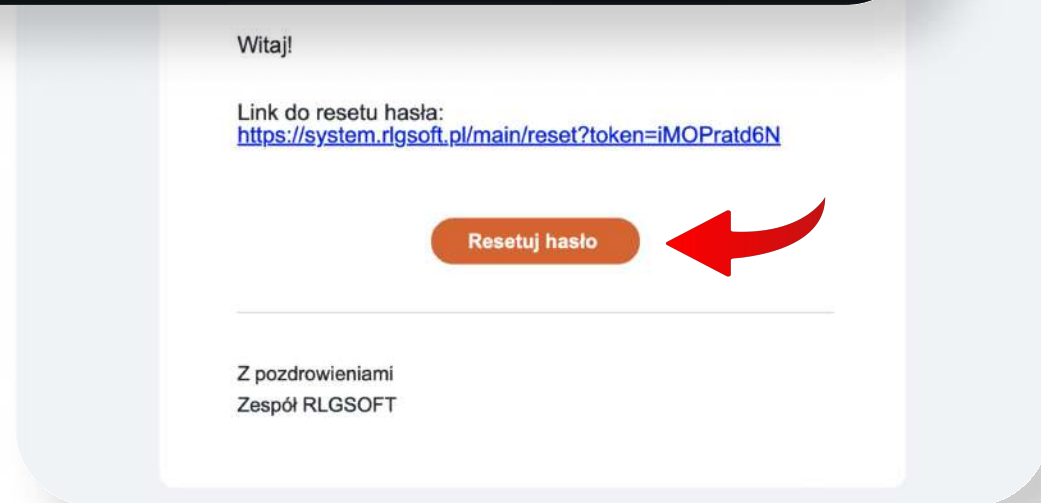 Witaj!
Link do resetu hasła:
https://system.rlgsoft.pl/main/reset?token=iMOPratd6N
Resetuj hasło
Z pozdrowieniami
Zespół RLGSOFT